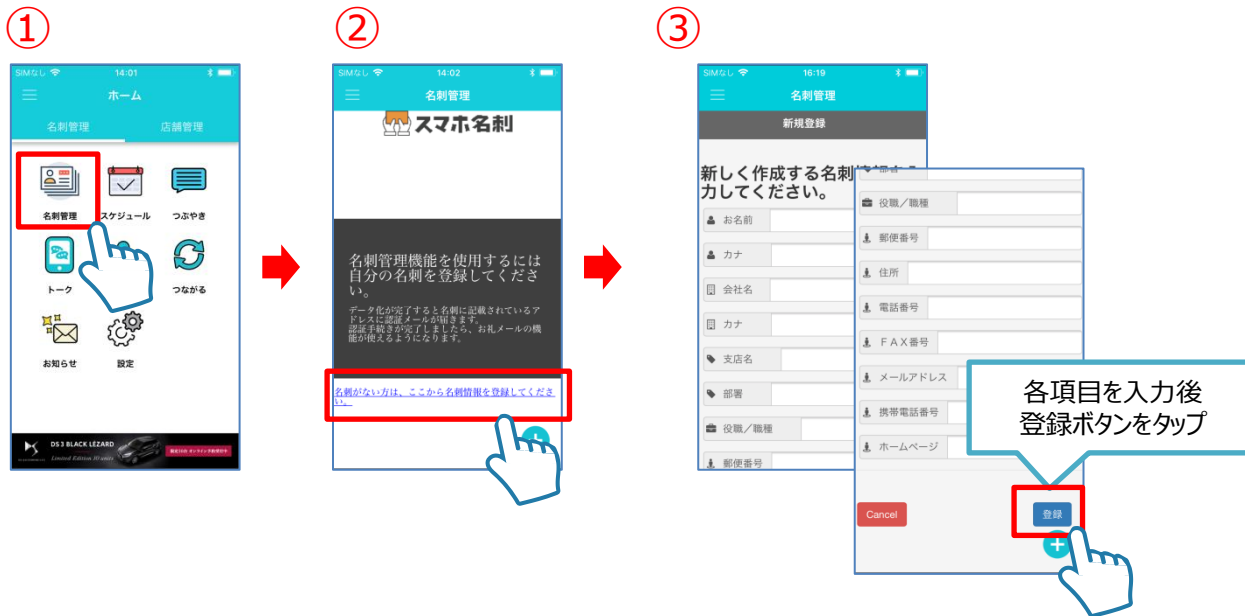 ①
SIMなし 14:01
ホーム
名刺管理 店舗管理
名刺管理 スケジュール つぶやき
トーク つながる
お知らせ 設定
DS 3 BLACK LÉZARD
Limited Edition 30 units
②
SIMなし 14:02
名刺管理
スマホ名刺
名刺管理機能を使用するには
自分の名刺を登録してくださ
い。
データ化が完了すると名刺に記載されているア
ドレスに認証メールが届きます。
認証手続きが完了しましたら、お礼メールの機
能が使えるようになります。
名刺がない方は、ここから名刺情報を登録してくださ
い。
③
SIMなし 16:19
名刺管理
新規登録
新しく作成する名刺
力してください。
お名前
カナ
会社名
カナ
支店名
部署
役職／職種
郵便番号
役職／職種
郵便番号
住所
電話番号
ＦＡＸ番号
メールアドレス
携帯電話番号
ホームページ
Cancel 登録
各項目を入力後
登録ボタンをタップ